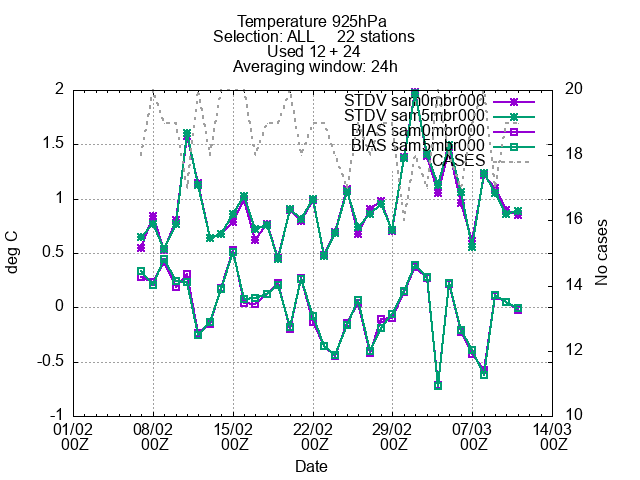 Temperature 925hPa
Selection: ALL     22 stations
Used 12 + 24
Averaging window: 24h
STDV sam0mbr000
STDV sam5mbr000
BIAS sam0mbr000
BIAS sam5mbr000
CASES
2
1.5
1
0.5
0
-0.5
-1
deg C
20
18
16
14
12
10
No cases
01/02 08/02 15/02 22/02 29/02 07/03 14/03
00Z 00Z 00Z 00Z 00Z 00Z 00Z
Date